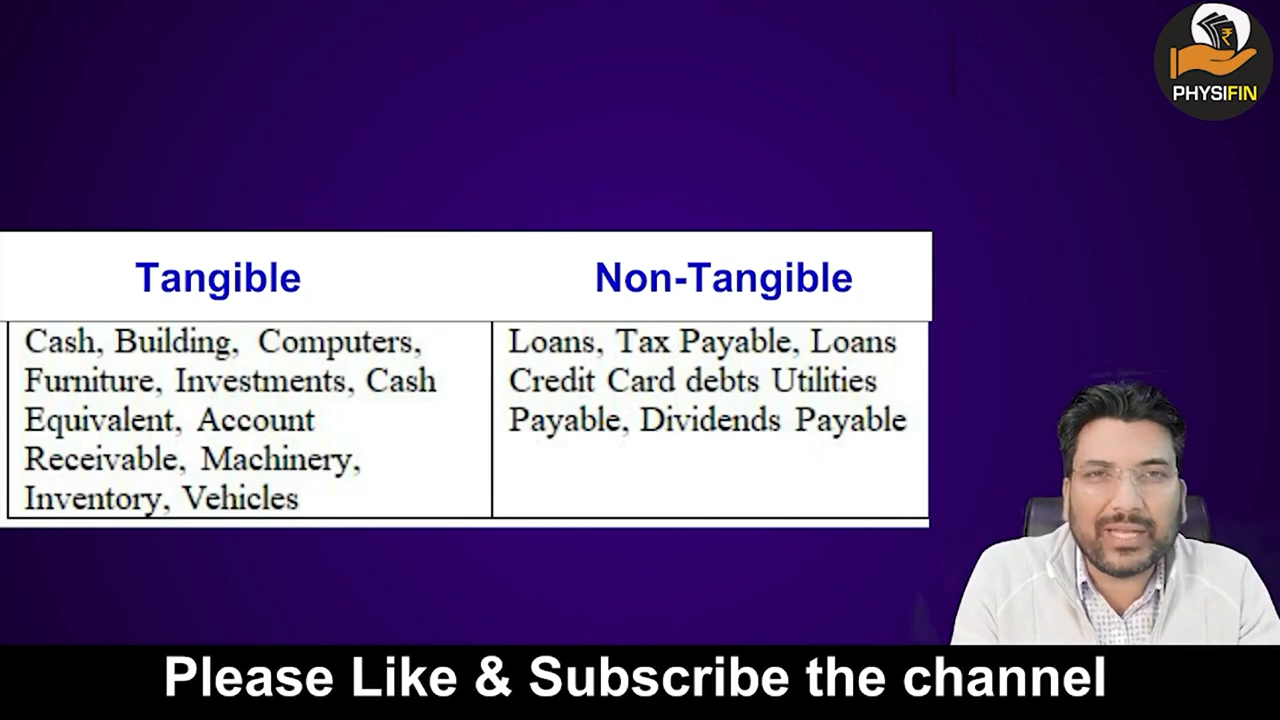 PHYSIFIN
Tangible
Non-Tangible
Cash, Building, Computers,
Furniture, Investments, Cash
Equivalent, Account
Receivable, Machinery,
Inventory, Vehicles
Loans, Tax Payable, Loans
Credit Card debts Utilities
Payable, Dividends Payable
Please Like & Subscribe the channel